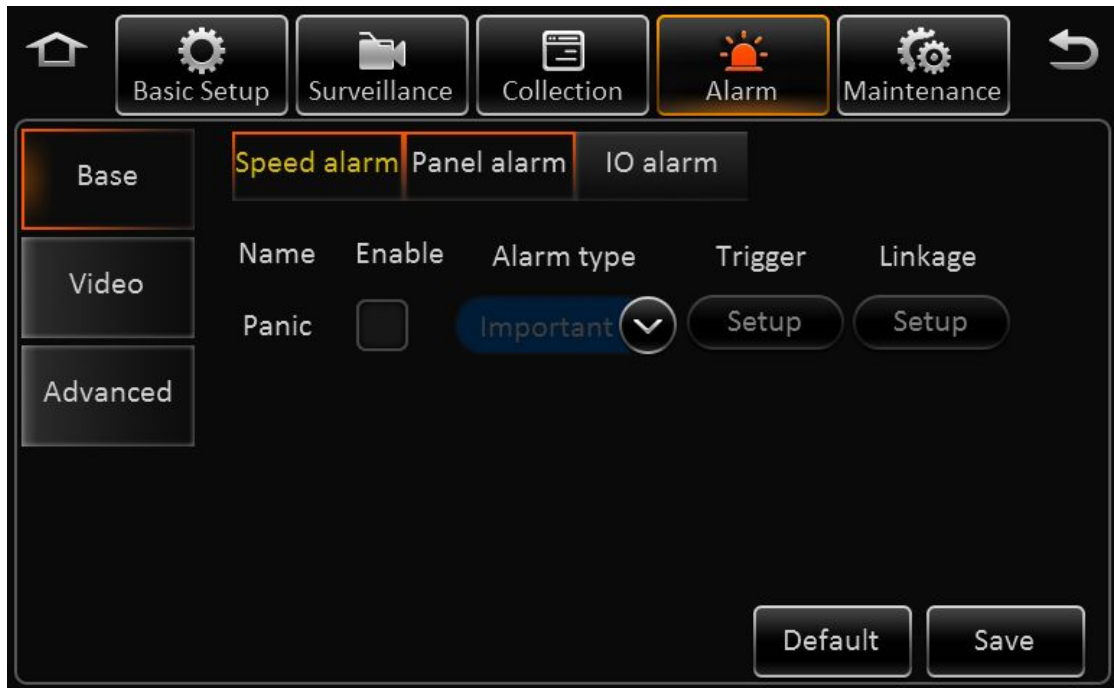 Basic Setup Surveillance Collection Alarm Maintenance
Base
Video
Advanced
Speed alarm Panel alarm IO alarm
Name Enable Alarm type Trigger Linkage
Panic Important Setup Setup
Default Save